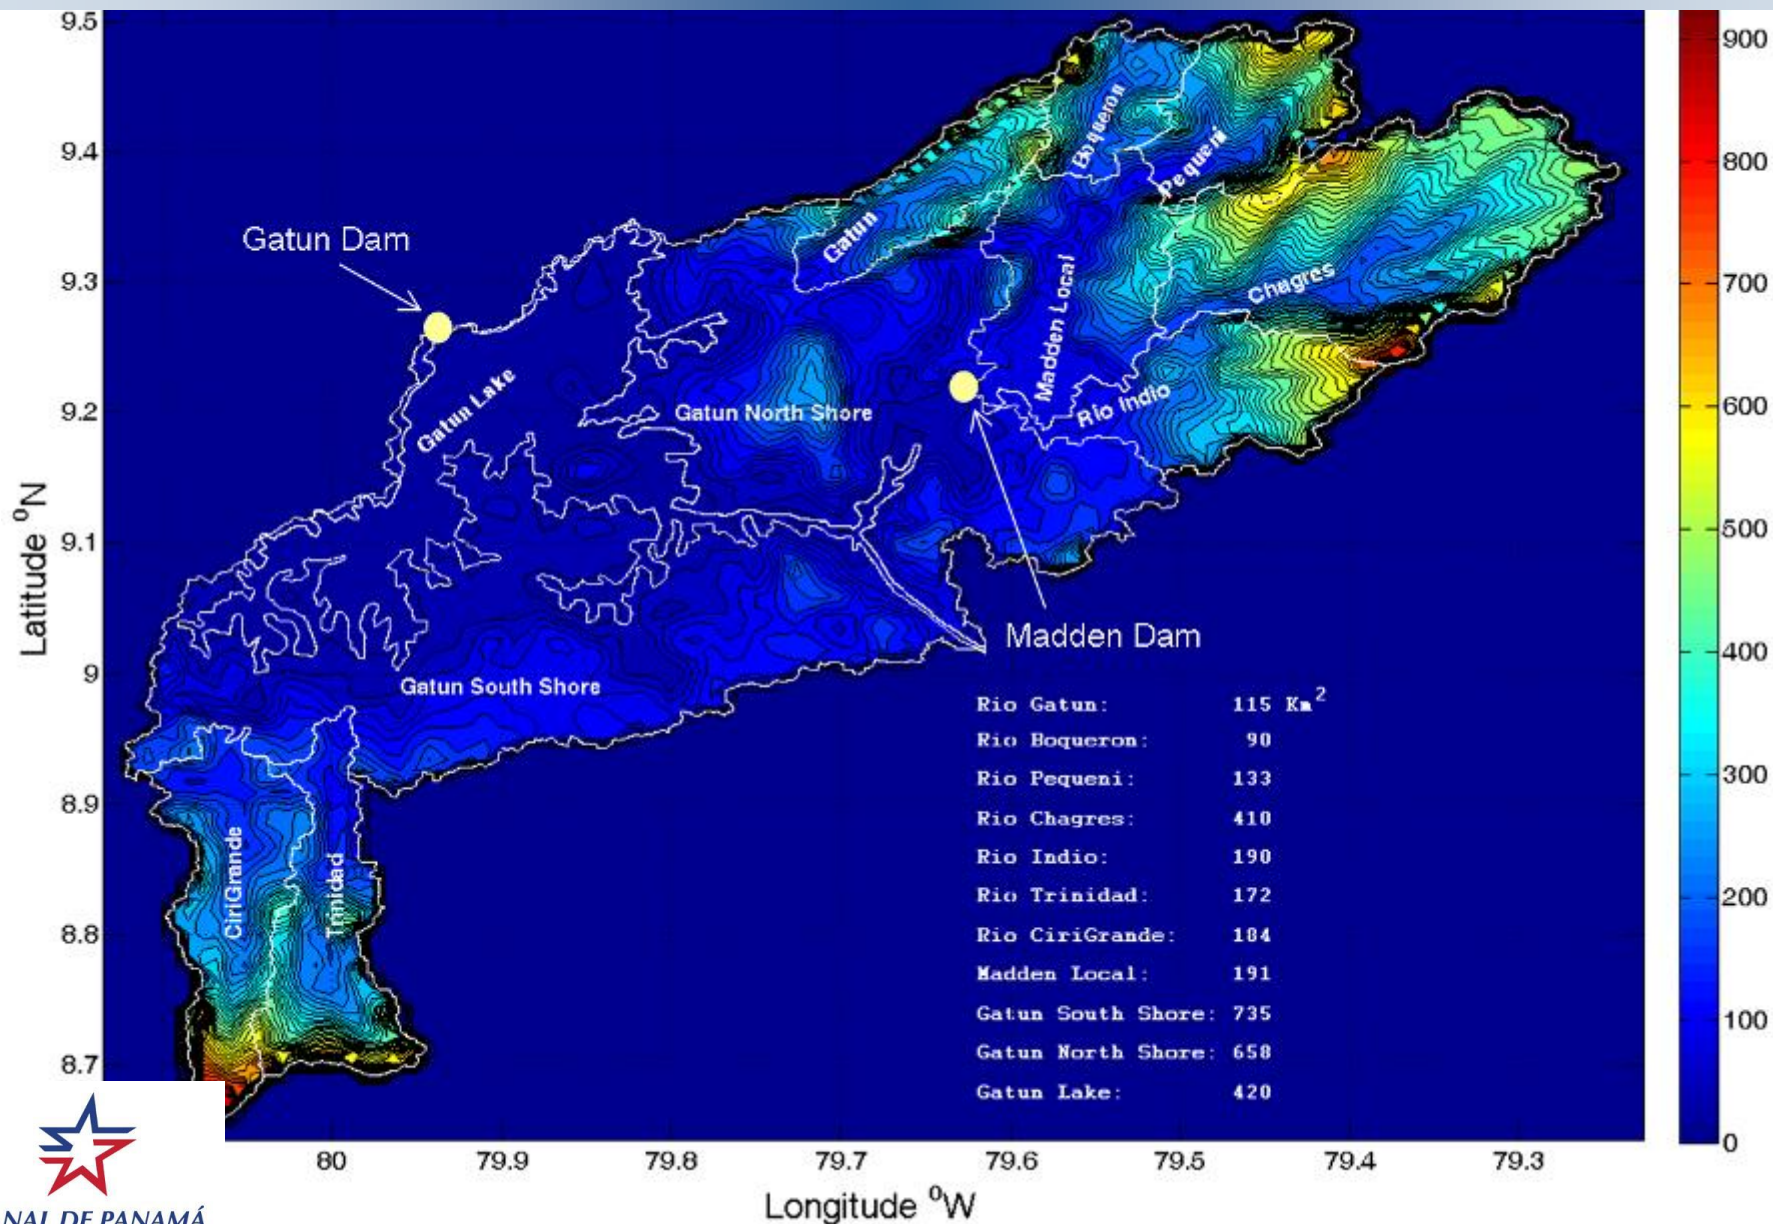 9.5
9.4
9.3
9.2
9.1
9
8.9
8.8
8.7
Latitude ⁰N
80
79.9
79.8
79.7
79.6
79.5
79.4
79.3
Longitude ⁰W
900
800
700
600
500
400
300
200
100
0
Boqueron
Pequeni
Gatun
Gatun Dam
Madden Local
Chagres
Gatun Lake
Gatun North Shore
Rio Indio
Madden Dam
Gatun South Shore
CiriGrande
Trinidad
Rio Gatun: 115 Km²
Rio Boqueron: 90
Rio Pequeni: 133
Rio Chagres: 410
Rio Indio: 190
Rio Trinidad: 172
Rio CiriGrande: 184
Madden Local: 191
Gatun South Shore: 735
Gatun North Shore: 658
Gatun Lake: 420
NAL DE PANAMÁ